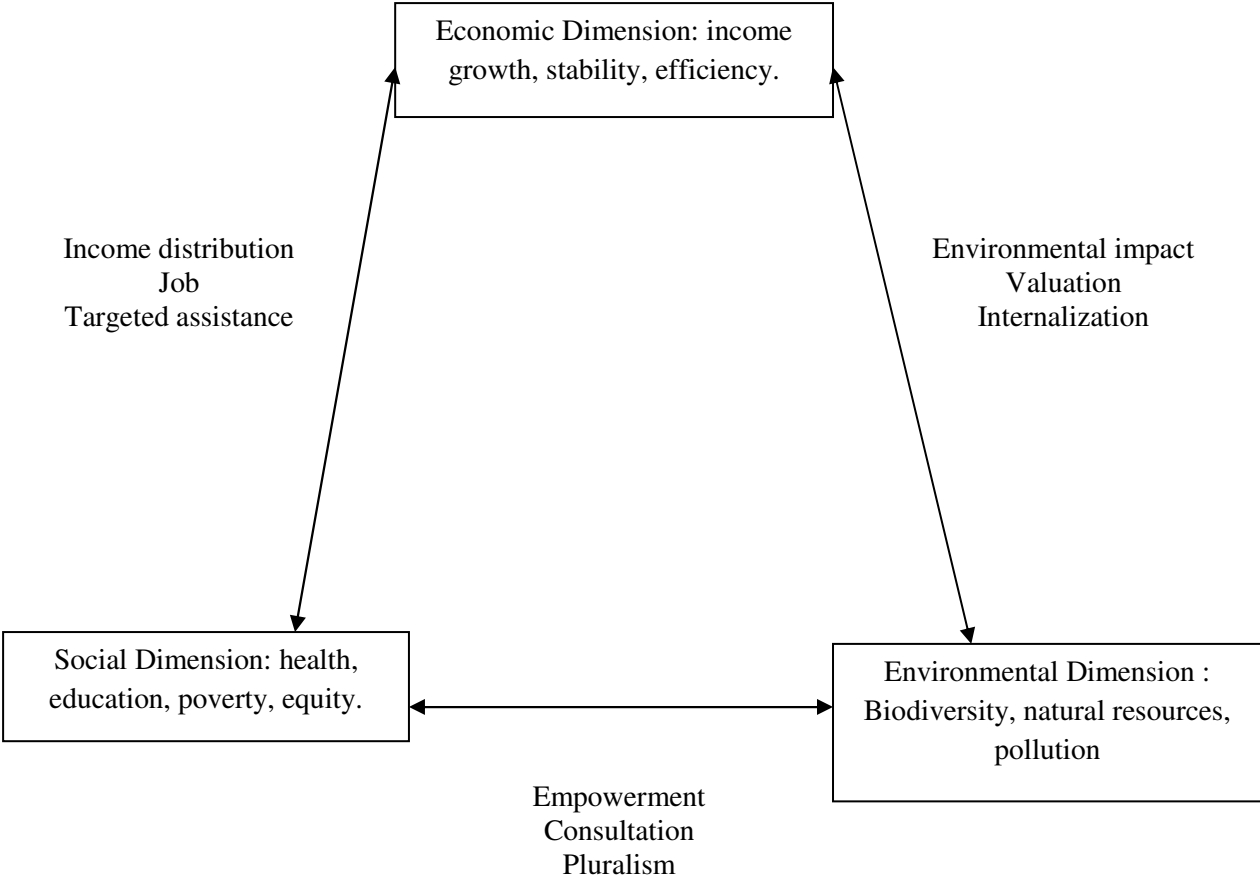 Economic Dimension: income
growth, stability, efficiency.
Income distribution
Job
Targeted assistance
Environmental impact
Valuation
Internalization
Social Dimension: health,
education, poverty, equity.
Environmental Dimension :
Biodiversity, natural resources,
pollution
Empowerment
Consultation
Pluralism